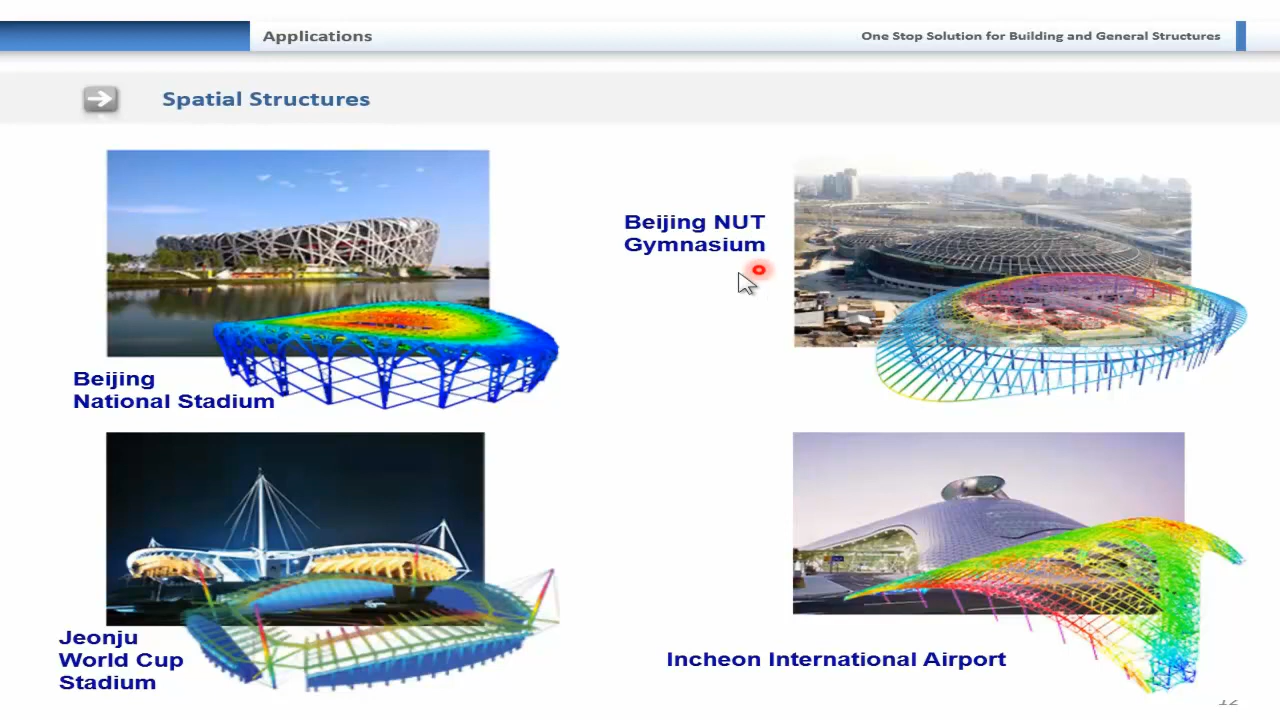 Applications
One Stop Solution for Building and General Structures
Spatial Structures
Beijing NUT
Gymnasium
Beijing
National Stadium
Jeonju
World Cup
Stadium
Incheon International Airport